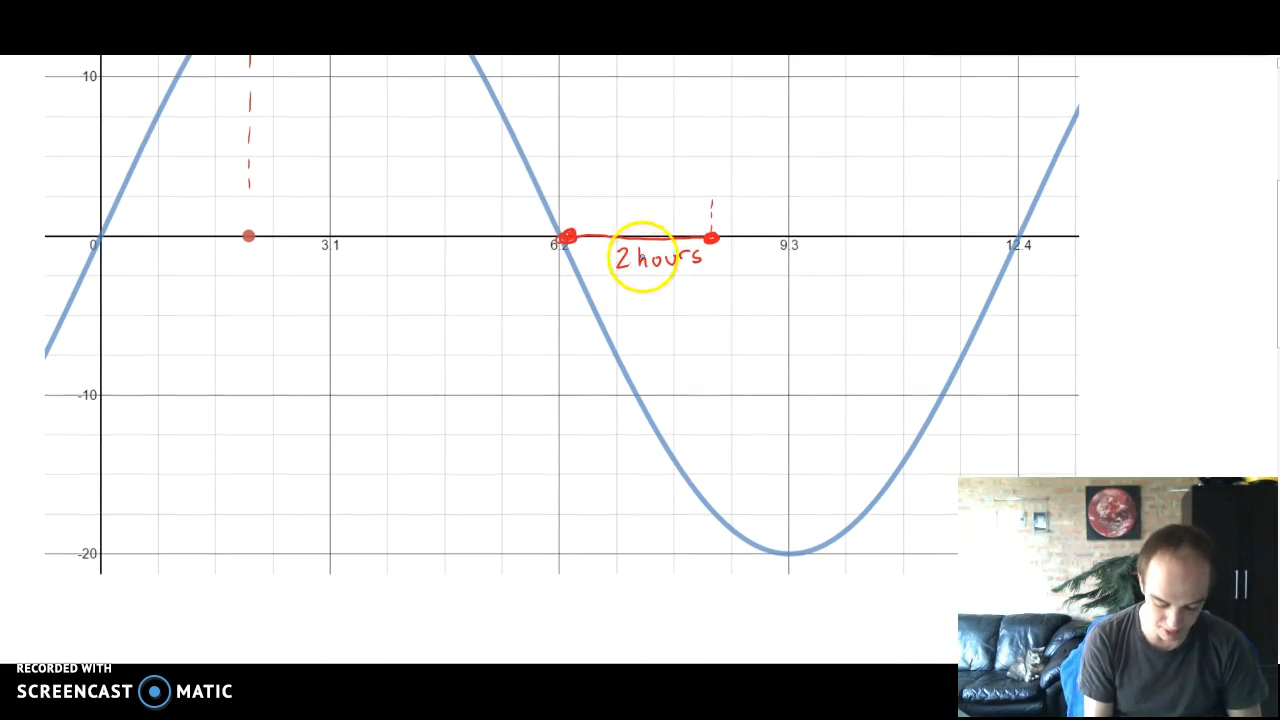 10
0 3.1 6.2 9.3 12.4
2 hours
-10
-20
RECORDED WITH
SCREENCAST MATIC